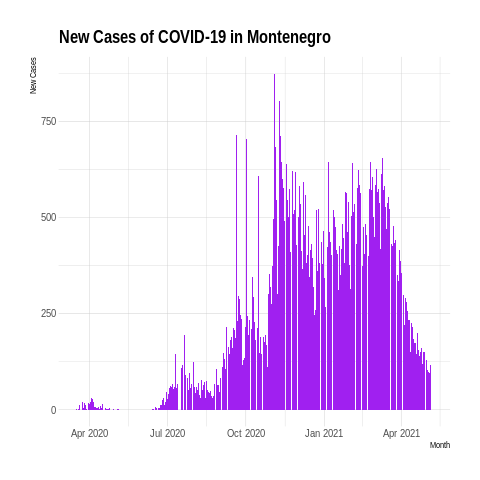 New Cases of COVID-19 in Montenegro
New Cases
750
500
250
0
Apr 2020 Jul 2020 Oct 2020 Jan 2021 Apr 2021
Month